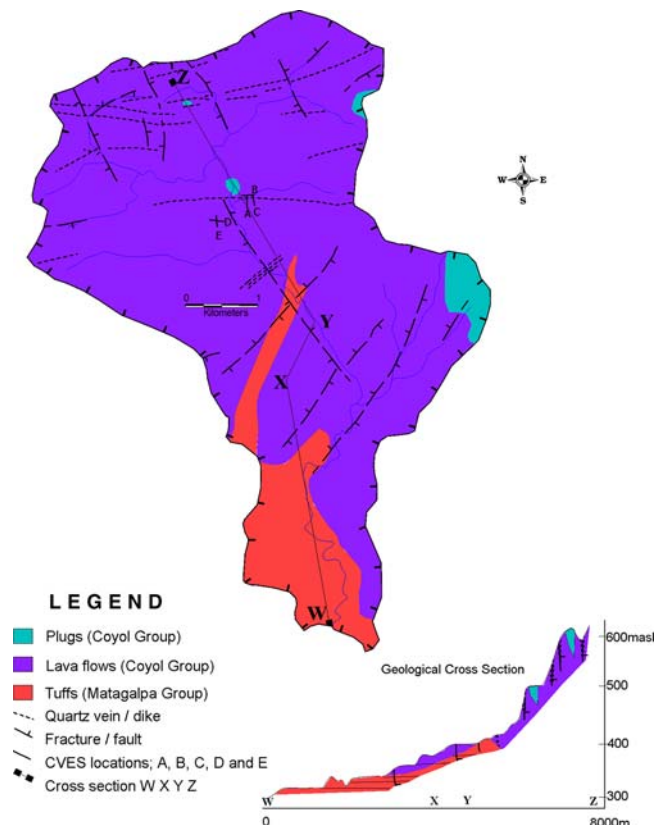 Z
N
W E
S
B
A C
D
E
0 1
Kilometers
Y
X
W
LEGEND
Plugs (Coyol Group)
Lava flows (Coyol Group)
Tuffs (Matagalpa Group)
Quartz vein / dike
Fracture / fault
CVES locations; A, B, C, D and E
Cross section W X Y Z
Geological Cross Section
600masl
500
400
300
W X Y Z
0 8000m